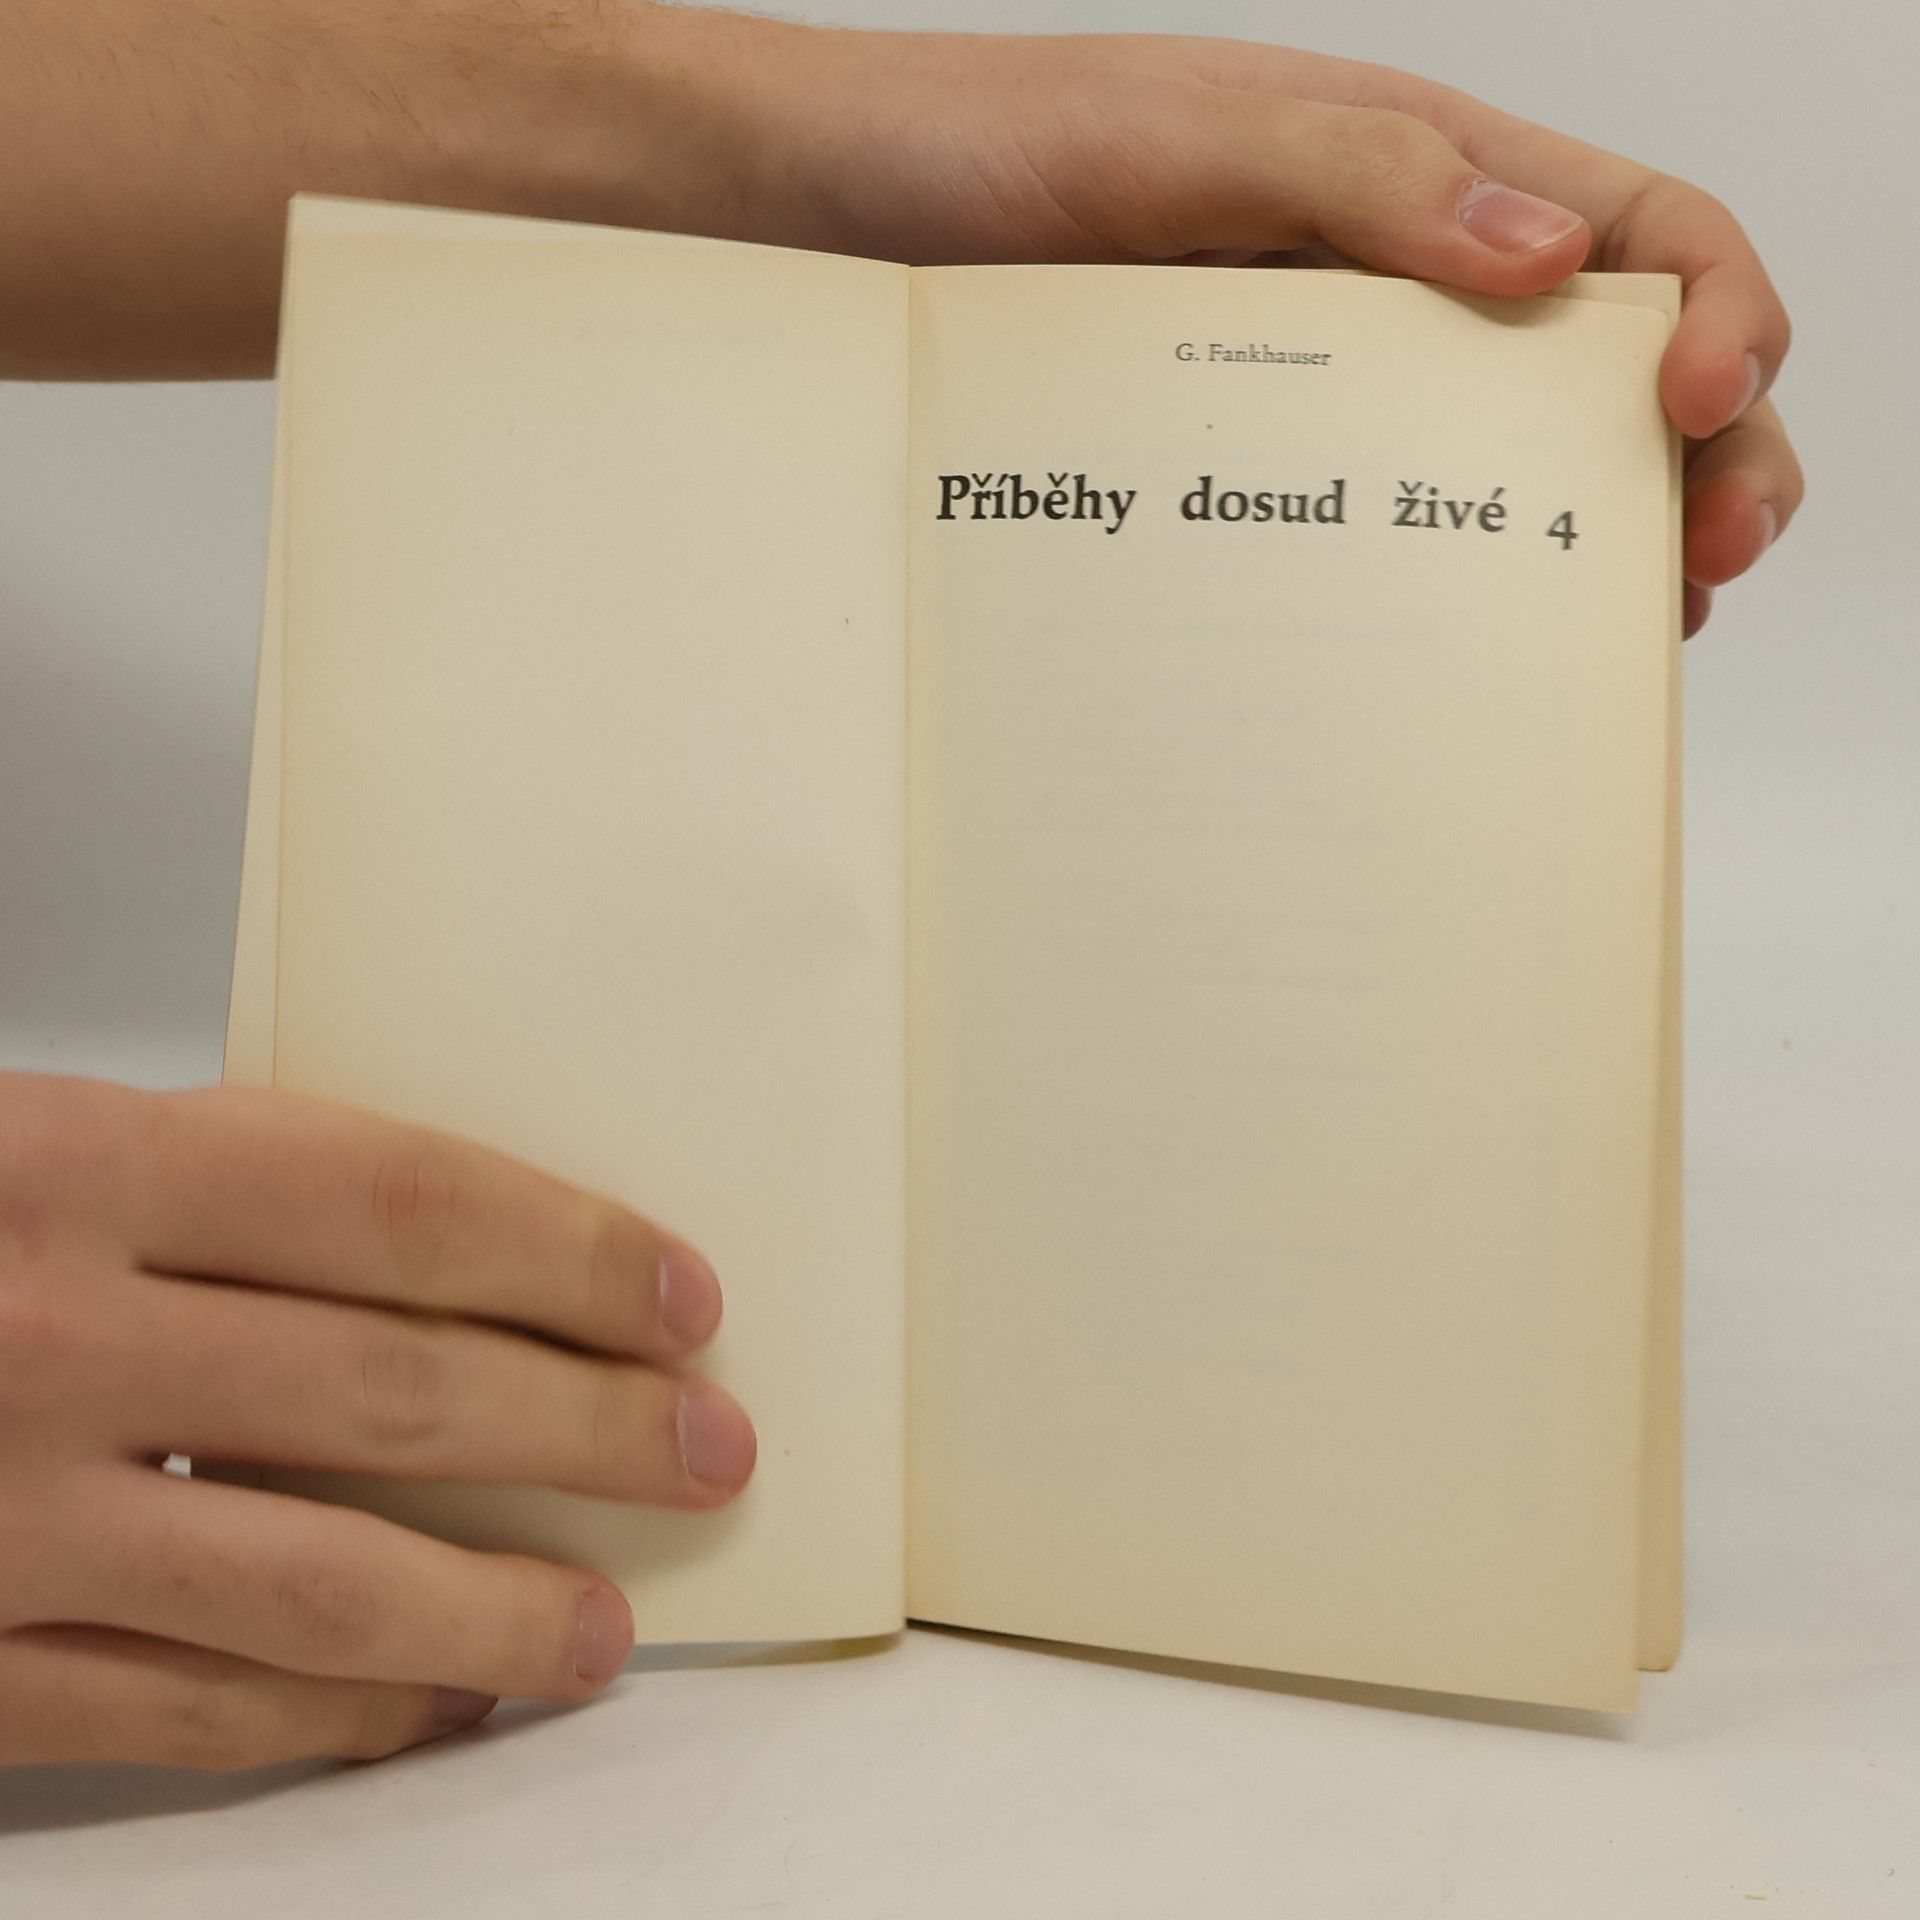 G. Fankhauser
Příběhy dosud živé 4